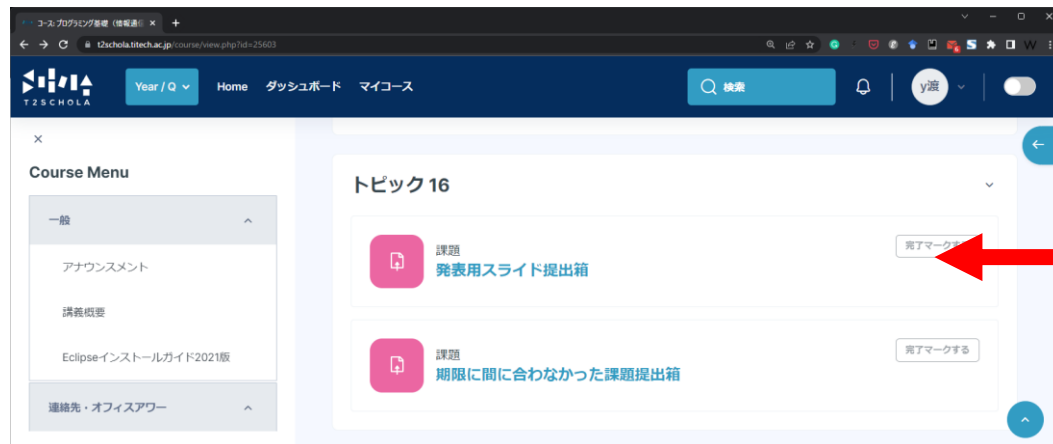 コース: プログラミング基礎 (情報通信
t2schola.titech.ac.jp/course/view.php?id=25603
T2SCHOLA
Year / Q
Home
ダッシュボード
マイコース
検索
y渡
Course Menu
一般
アナウンスメント
講義概要
Eclipseインストールガイド2021版
連絡先・オフィスアワー
トピック 16
課題
発表用スライド提出箱
完了マークする
課題
期限に間に合わなかった課題提出箱
完了マークする